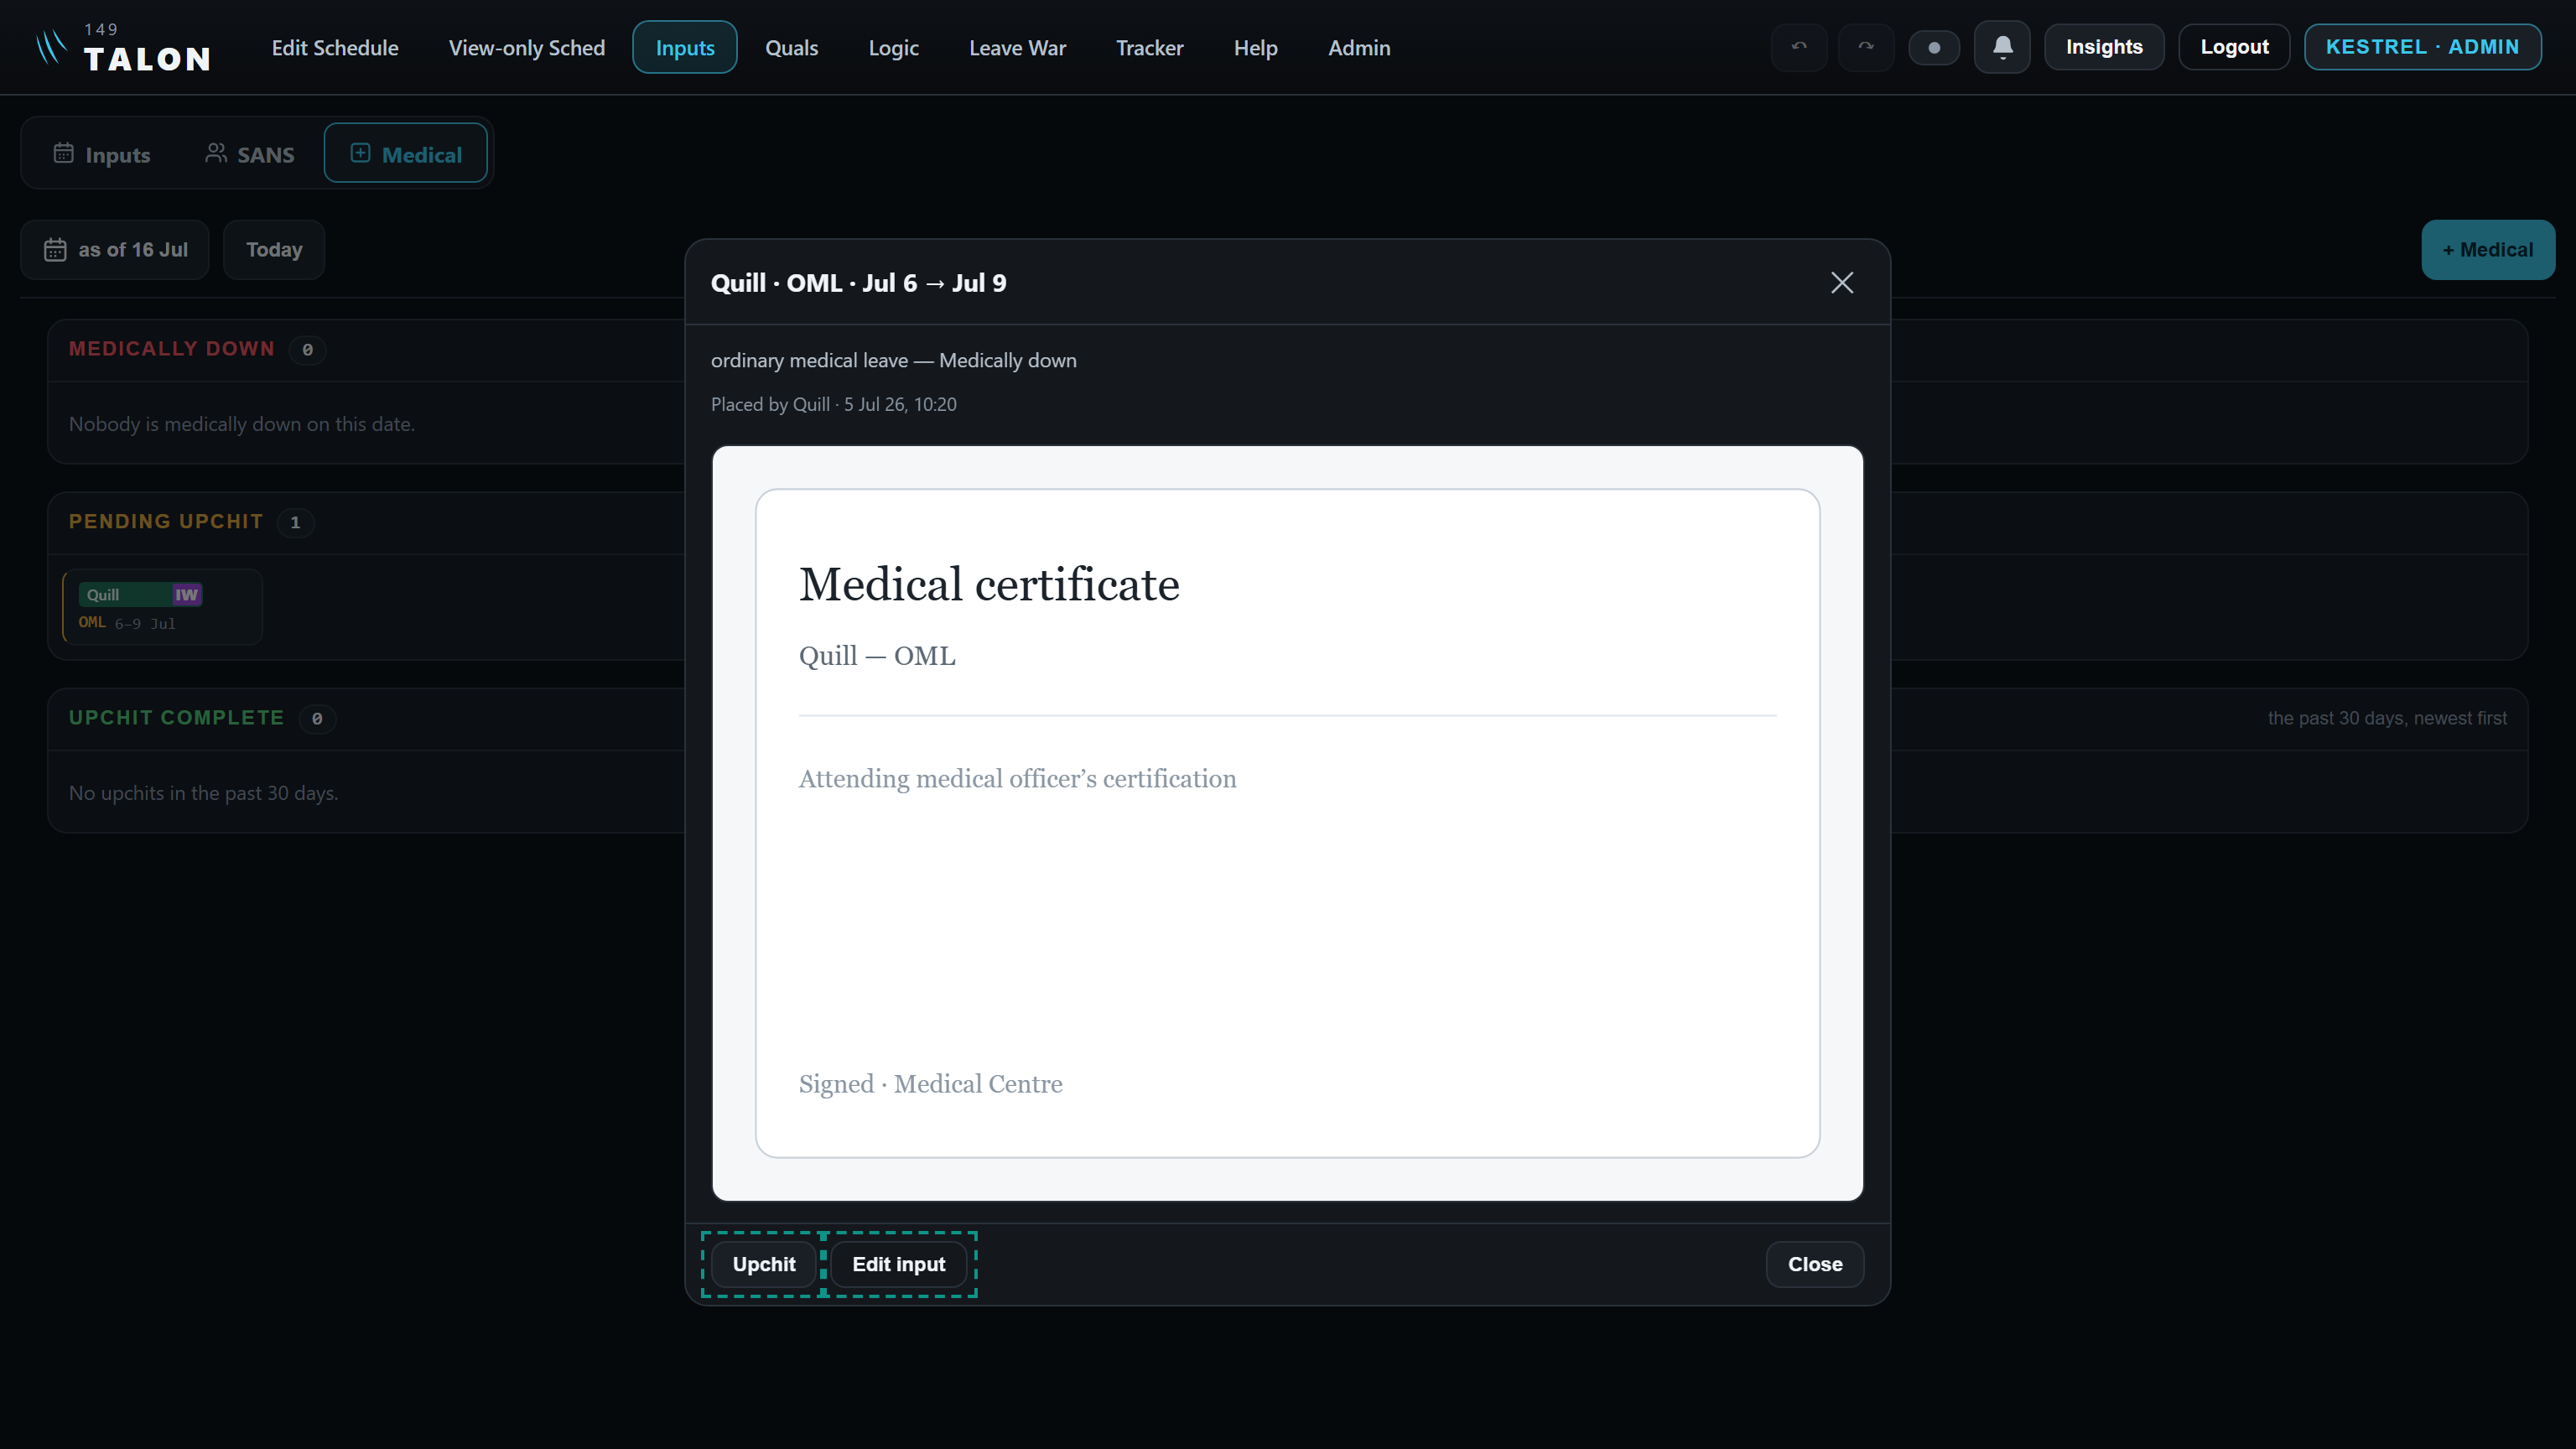 149
TALON
Edit Schedule
View-only Sched
Inputs
Quals
Logic
Leave War
Tracker
Help
Admin
Insights
Logout
KESTREL · ADMIN
Inputs
SANS
Medical
as of 16 Jul
Today
+ Medical
MEDICALLY DOWN 0
Nobody is medically down on this date.
PENDING UPCHIT 1
Quill IW
OML 6–9 Jul
UPCHIT COMPLETE 0
the past 30 days, newest first
No upchits in the past 30 days.
Quill · OML · Jul 6 → Jul 9
ordinary medical leave — Medically down
Placed by Quill · 5 Jul 26, 10:20
Medical certificate
Quill — OML
Attending medical officer’s certification
Signed · Medical Centre
Upchit
Edit input
Close